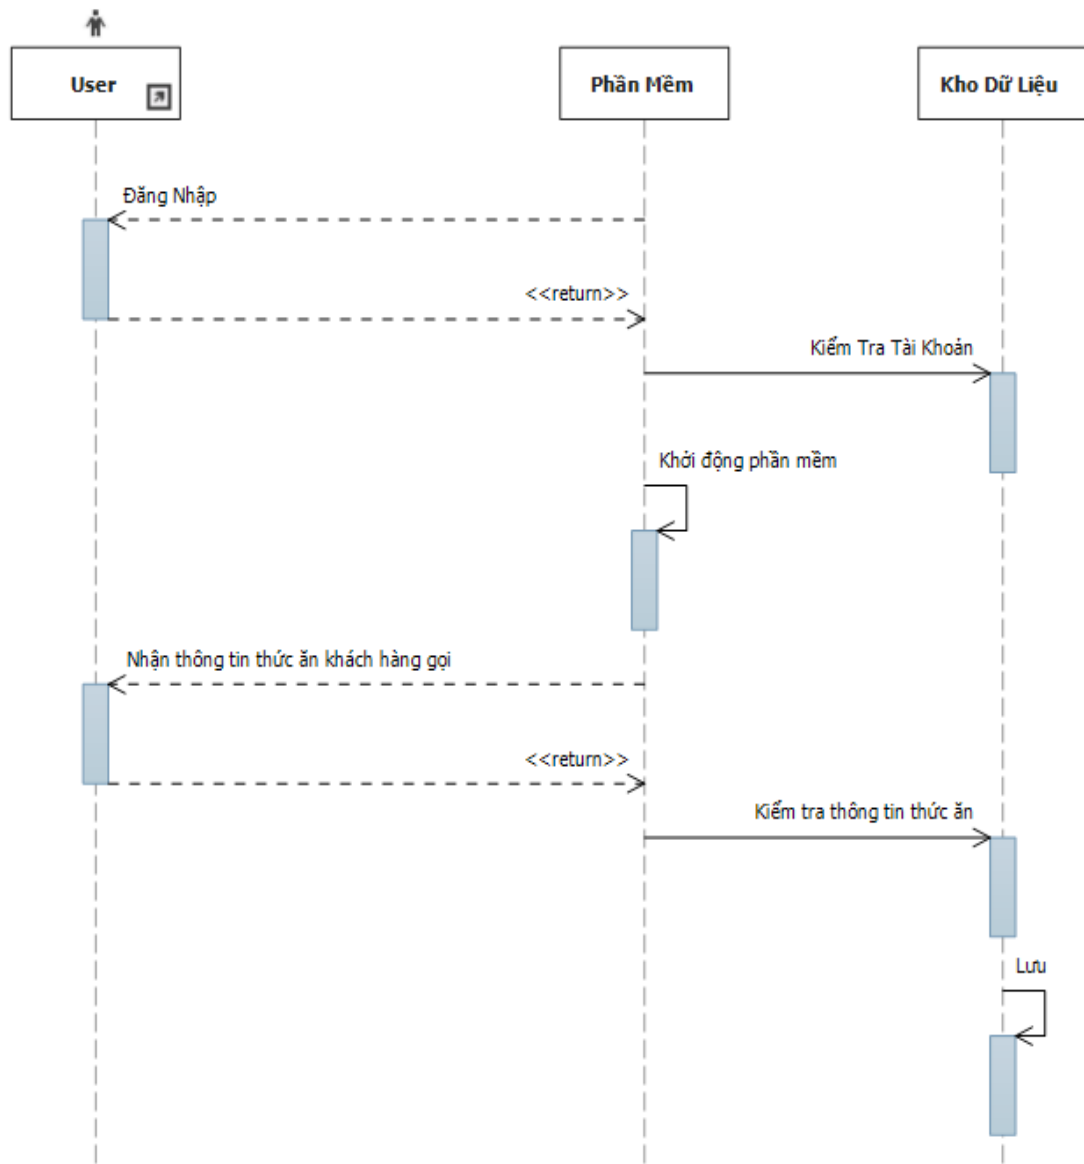 User
Phần Mềm
Kho Dữ Liệu
Đăng Nhập
<<return>>
Kiểm Tra Tài Khoản
Khởi động phần mềm
Nhận thông tin thức ăn khách hàng gọi
<<return>>
Kiểm tra thông tin thức ăn
Lưu